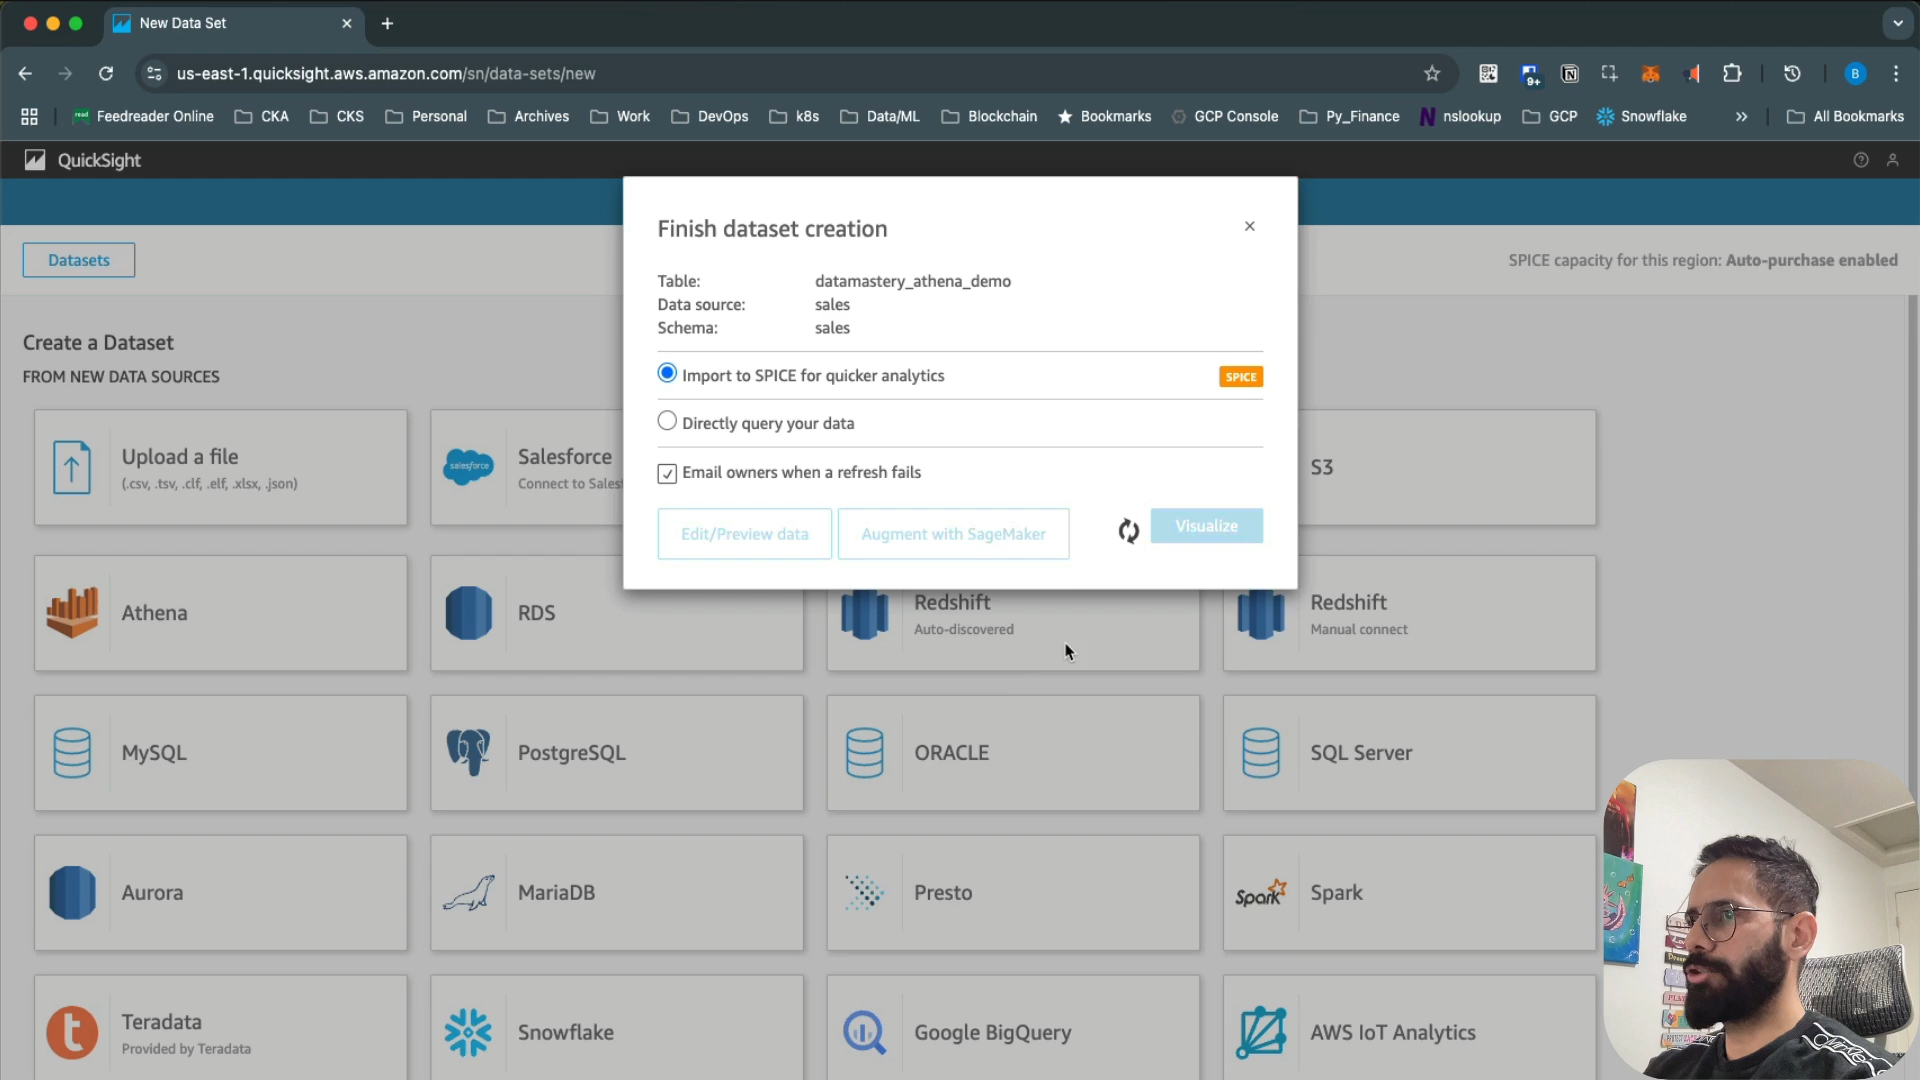 New Data Set
us-east-1.quicksight.aws.amazon.com/sn/data-sets/new
9+
B
read
Feedreader Online
CKA
CKS
Personal
Archives
Work
DevOps
k8s
Data/ML
Blockchain
Bookmarks
GCP Console
Py_Finance
nslookup
GCP
Snowflake
All Bookmarks
QuickSight
Datasets
SPICE capacity for this region: Auto-purchase enabled
Create a Dataset
FROM NEW DATA SOURCES
Finish dataset creation
Table: datamastery_athena_demo
Data source: sales
Schema: sales
Import to SPICE for quicker analytics
SPICE
Directly query your data
Email owners when a refresh fails
Edit/Preview data
Augment with SageMaker
Visualize
Upload a file
(.csv, .tsv, .clf, .elf, .xlsx, .json)
salesforce
Salesforce
Connect to Sales
S3
Athena
RDS
Redshift
Auto-discovered
Redshift
Manual connect
MySQL
PostgreSQL
ORACLE
SQL Server
Aurora
MariaDB
Presto
Spark
Spark
t
Teradata
Provided by Teradata
Snowflake
Google BigQuery
AWS IoT Analytics